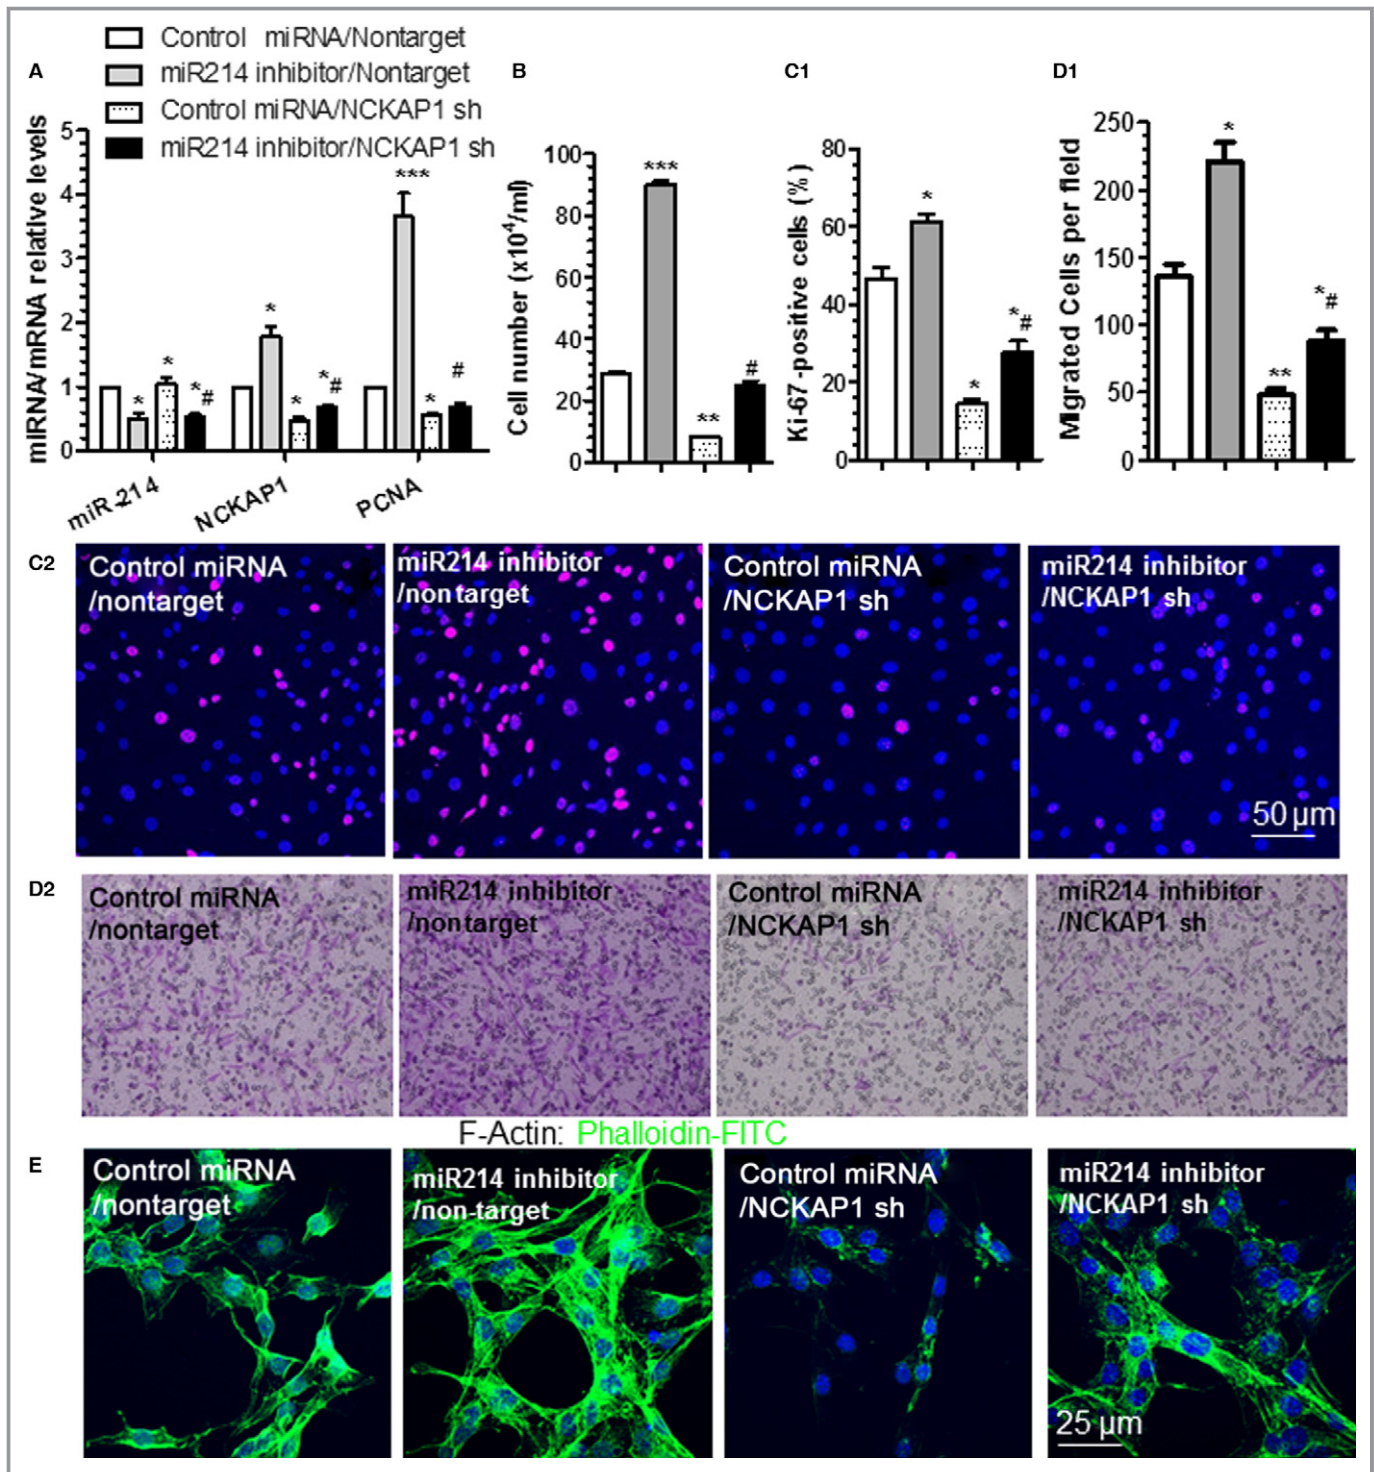 Control miRNA/Nontarget
miR214 inhibitor/Nontarget
Control miRNA/NCKAP1 sh
miR214 inhibitor/NCKAP1 sh
A
miRNA/mRNA relative levels
5
4
3
2
1
0
*
*
*
#
*
*
*#
***
*
#
miR-214
NCKAP1
PCNA
B
Cell number (x10⁴/ml)
100
80
60
40
20
0
***
**
#
C1
Ki-67-positive cells (%)
80
60
40
20
0
*
*
*#
D1
Migrated Cells per field
250
200
150
100
50
0
*
**
*#
C2
Control miRNA
/nontarget
miR214 inhibitor
/nontarget
Control miRNA
/NCKAP1 sh
miR214 inhibitor
/NCKAP1 sh
50 µm
D2
Control miRNA
/nontarget
miR214 inhibitor
/nontarget
Control miRNA
/NCKAP1 sh
miR214 inhibitor
/NCKAP1 sh
F-Actin: Phalloidin-FITC
E
Control miRNA
/nontarget
miR214 inhibitor
/non-target
Control miRNA
/NCKAP1 sh
miR214 inhibitor
/NCKAP1 sh
25 µm